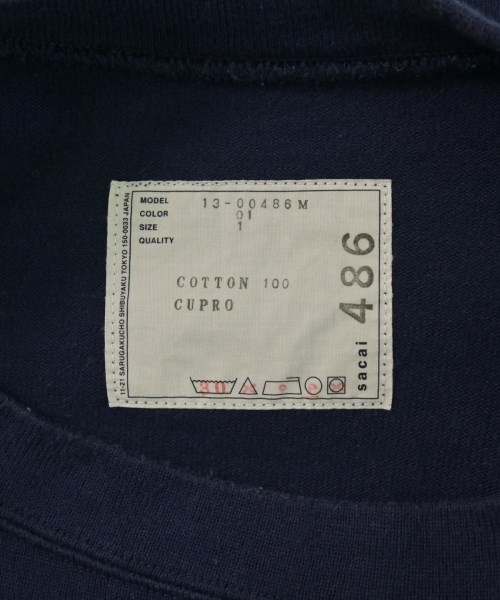 MODEL 13-00486M
COLOR 01
SIZE 1
QUALITY
COTTON 100
CUPRO
30
sacai 486
11-21 SARUGAKUCHO SHIBUYAKU TOKYO 150-0033 JAPAN